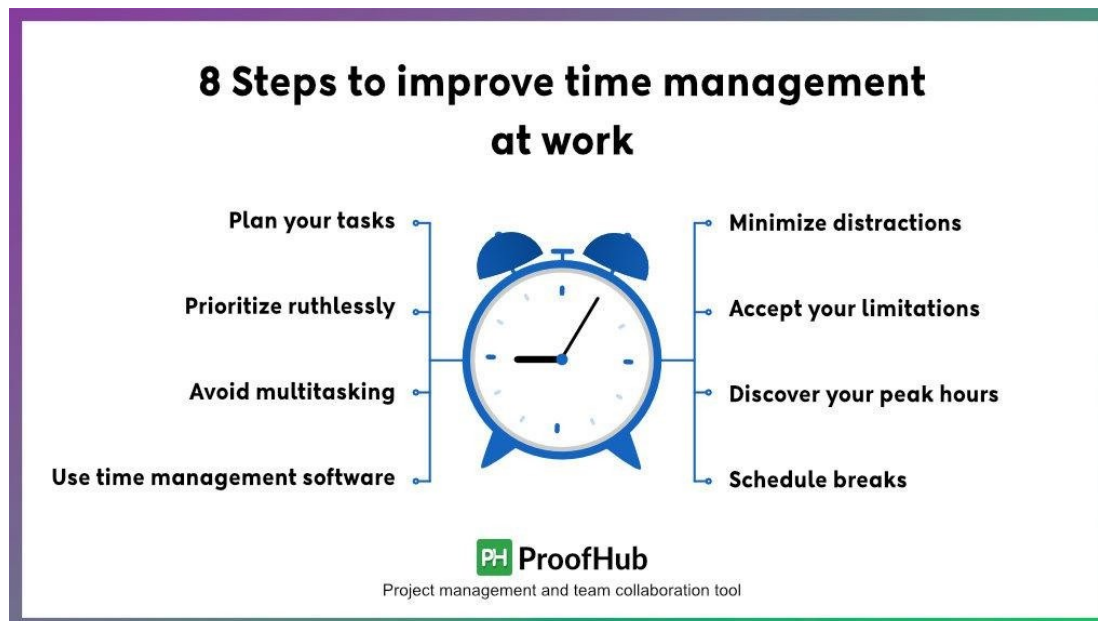 8 Steps to improve time management
at work
Plan your tasks
Prioritize ruthlessly
Avoid multitasking
Use time management software
Minimize distractions
Accept your limitations
Discover your peak hours
Schedule breaks
PH ProofHub
Project management and team collaboration tool